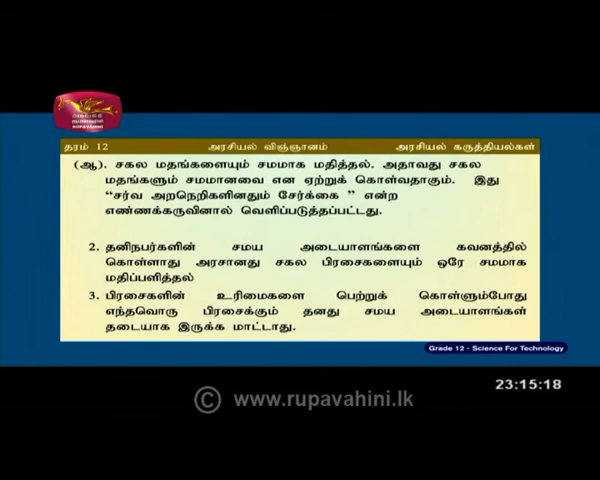 RUPAVAHINI
தரம் 12 அரசியல் விஞ்ஞானம் அரசியல் கருத்தியல்கள்
(ஆ). சகல மதங்களையும் சமமாக மதித்தல். அதாவது சகல
மதங்களும் சமமானவை என ஏற்றுக் கொள்வதாகும். இது
“சர்வ அறநெறிகளினதும் சேர்க்கை ” என்ற
எண்ணக்கருவினால் வெளிப்படுத்தப்பட்டது.
2. தனிநபர்களின் சமய அடையாளங்களை கவனத்தில்
கொள்ளாது அரசானது சகல பிரசைகளையும் ஒரே சமமாக
மதிப்பளித்தல்
3. பிரசைகளின் உரிமைகளை பெற்றுக் கொள்ளும்போது
எந்தவொரு பிரசைக்கும் தனது சமய அடையாளங்கள்
தடையாக இருக்க மாட்டாது.
Grade 12 - Science For Technology
23:15:18
© www.rupavahini.lk